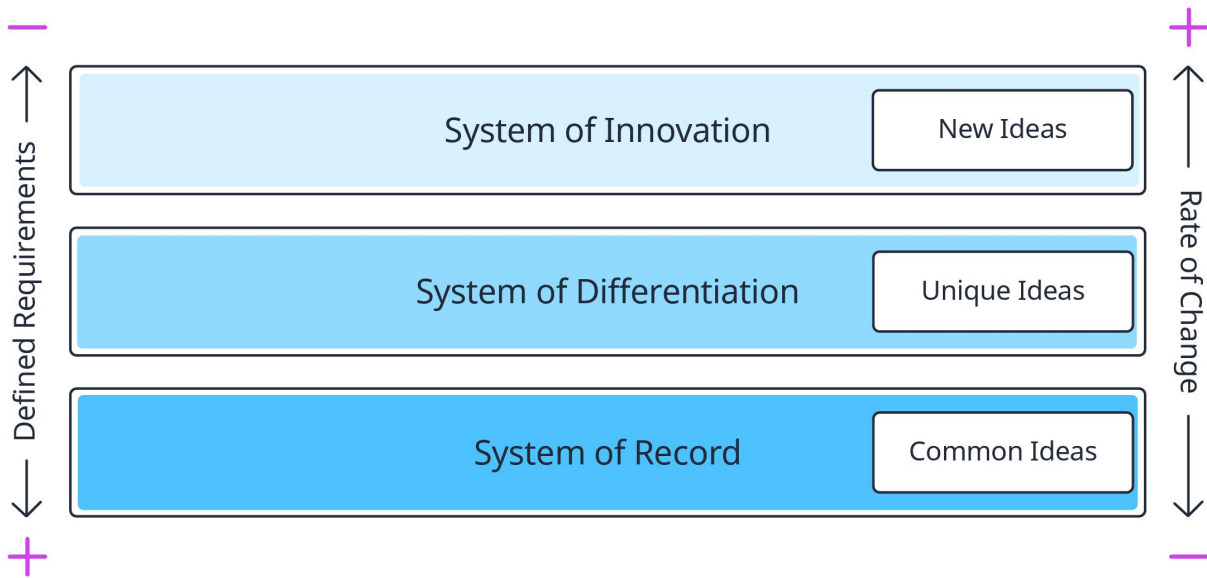 System of Innovation
New Ideas
Defined Requirements
System of Differentiation
Unique Ideas
Rate of Change
System of Record
Common Ideas